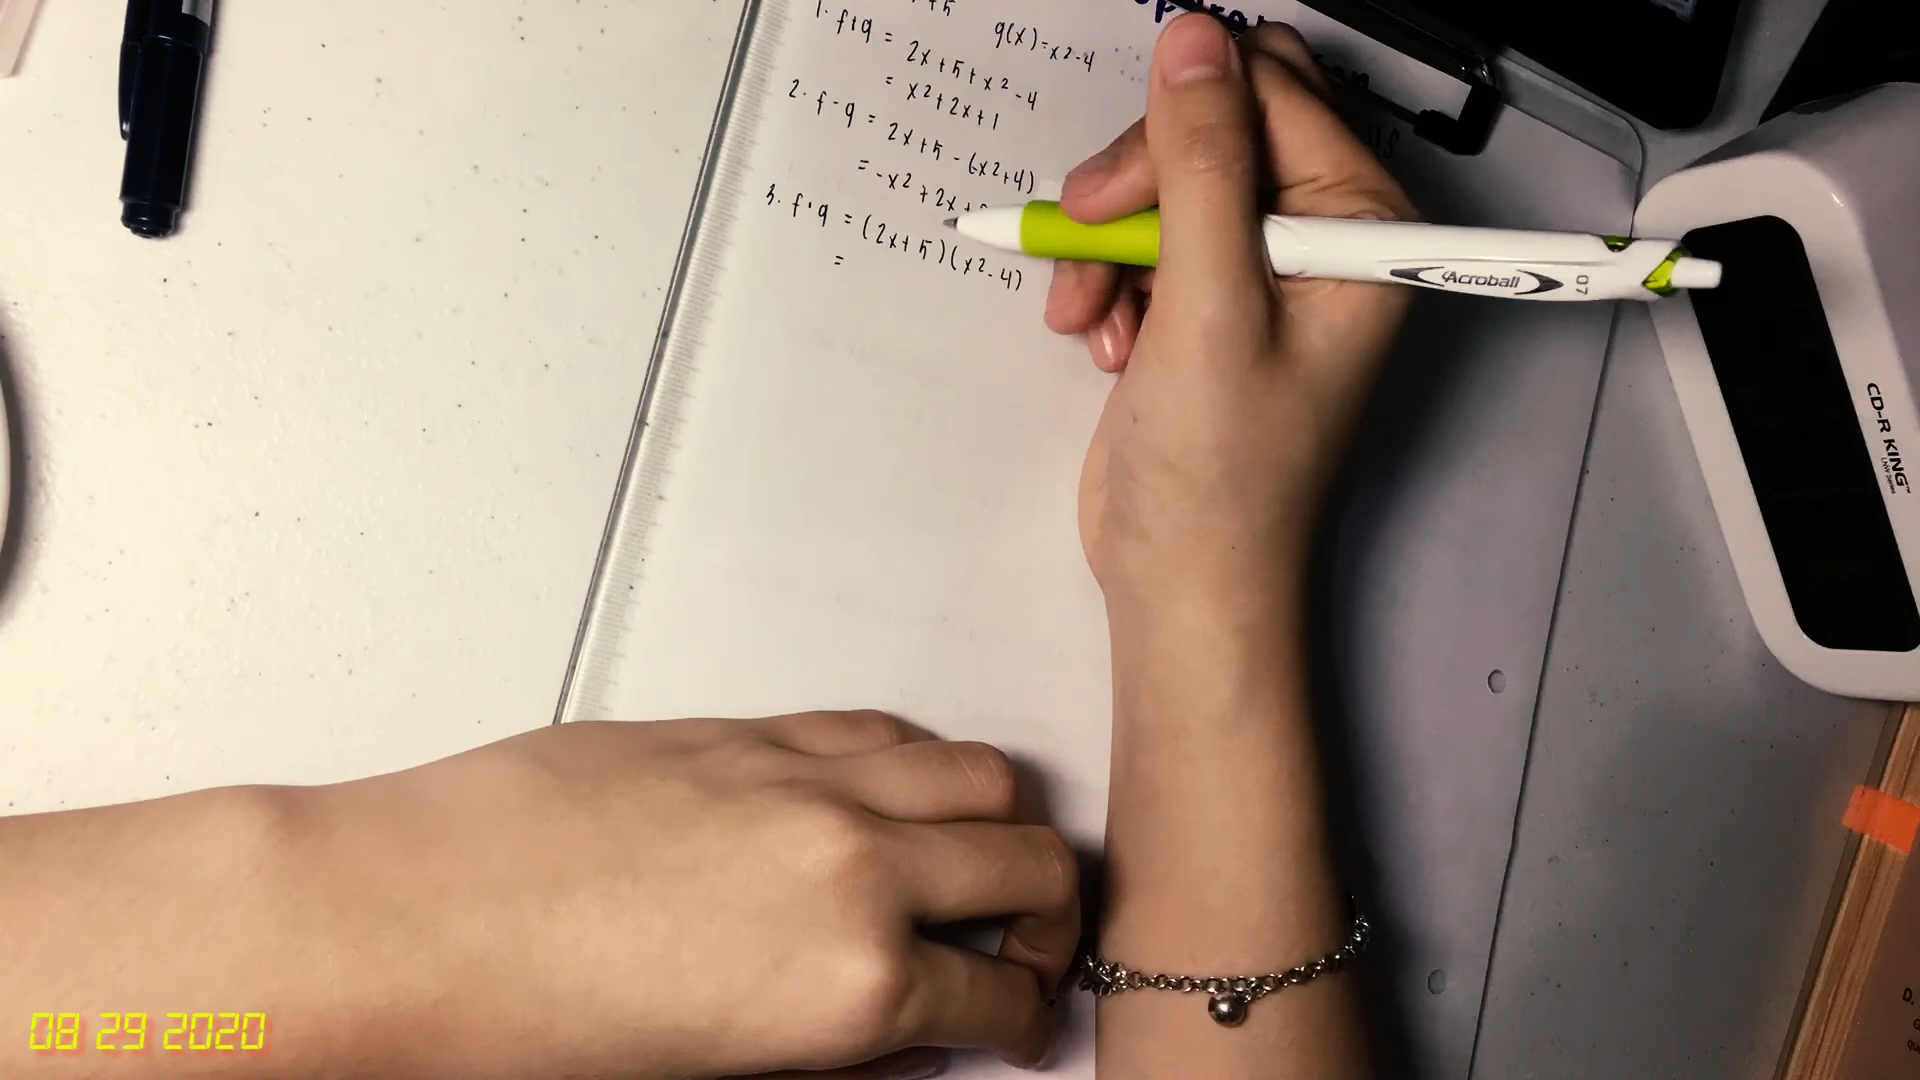 g(x)=x2-4
1. f+g = 2x+5+x2-4
= x2+2x+1
2. f-g = 2x+5-(x2+4)
= -x2+2x+
3. f·g = (2x+5)(x2-4)
=
Acroball 07
CD-R KING™
D.
08 29 2020